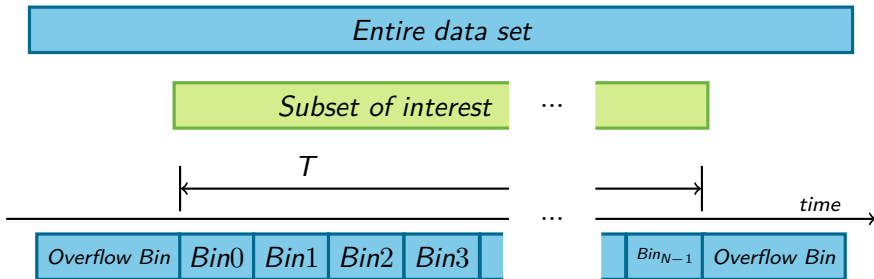 Entire data set
Subset of interest ...
T
time
...
Overflow Bin Bin0 Bin1 Bin2 Bin3 Bin_{N−1} Overflow Bin